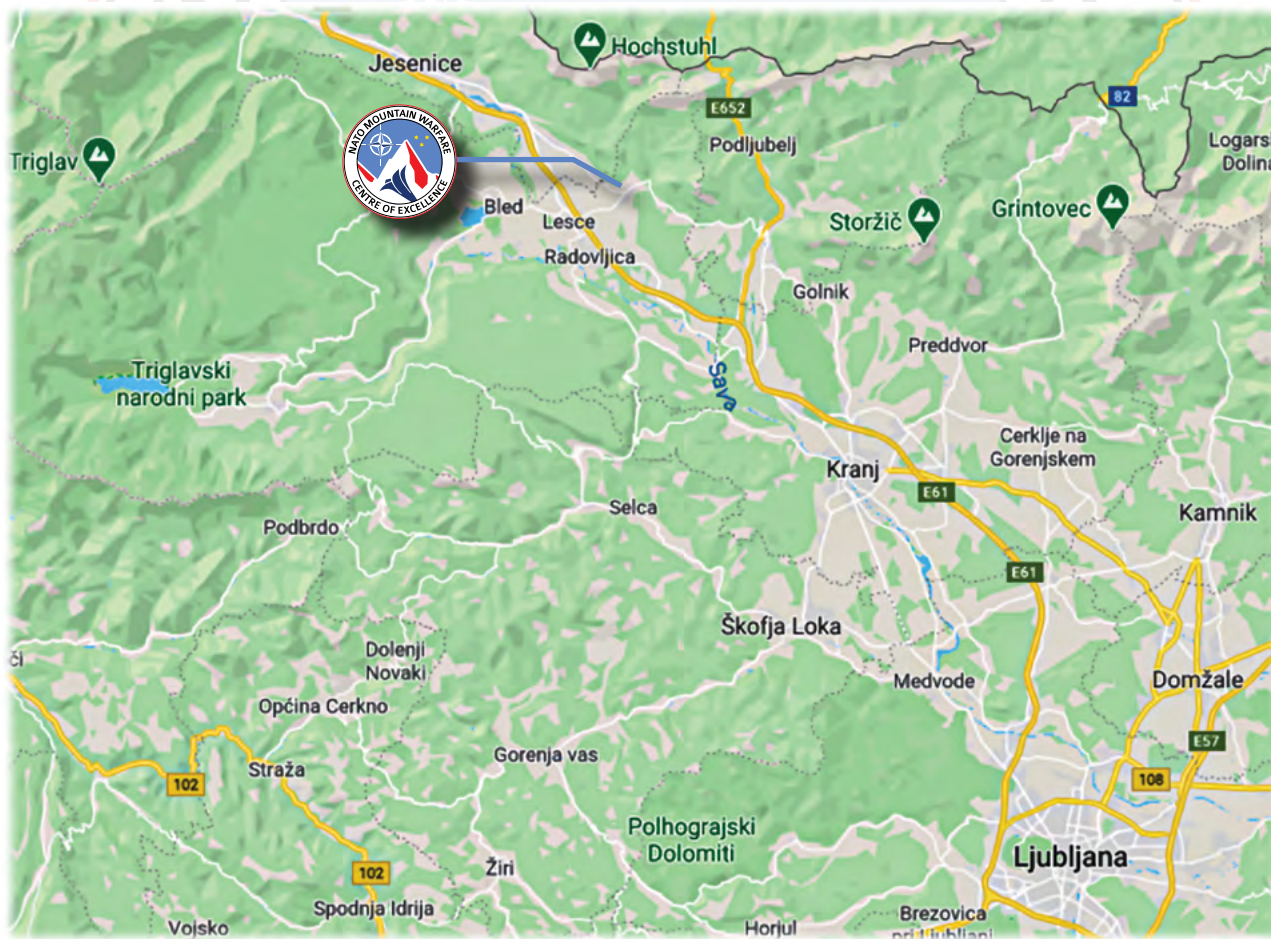 Jesenice
Hochstuhl
E652
82
NATO MOUNTAIN WARFARE
CENTRE OF EXCELLENCE
Triglav
Podljubelj
Dolina
Bled
Lesce
Storžič
Grintovec
Radovljica
Golnik
Preddvor
Triglavski
narodni park
Sava
Cerklje na
Gorenjskem
Kranj
E61
Selca
Kamnik
Podbrdo
E61
Škofja Loka
Dolenji
Novaki
Medvode
Domžale
Općina Cerkno
E57
Gorenja vas
Straža
102
108
Polhograjski
Dolomiti
Ljubljana
Žiri
102
Spodnja Idrija
Vojsko
Horjul
Brezovica
pri Ljubljani